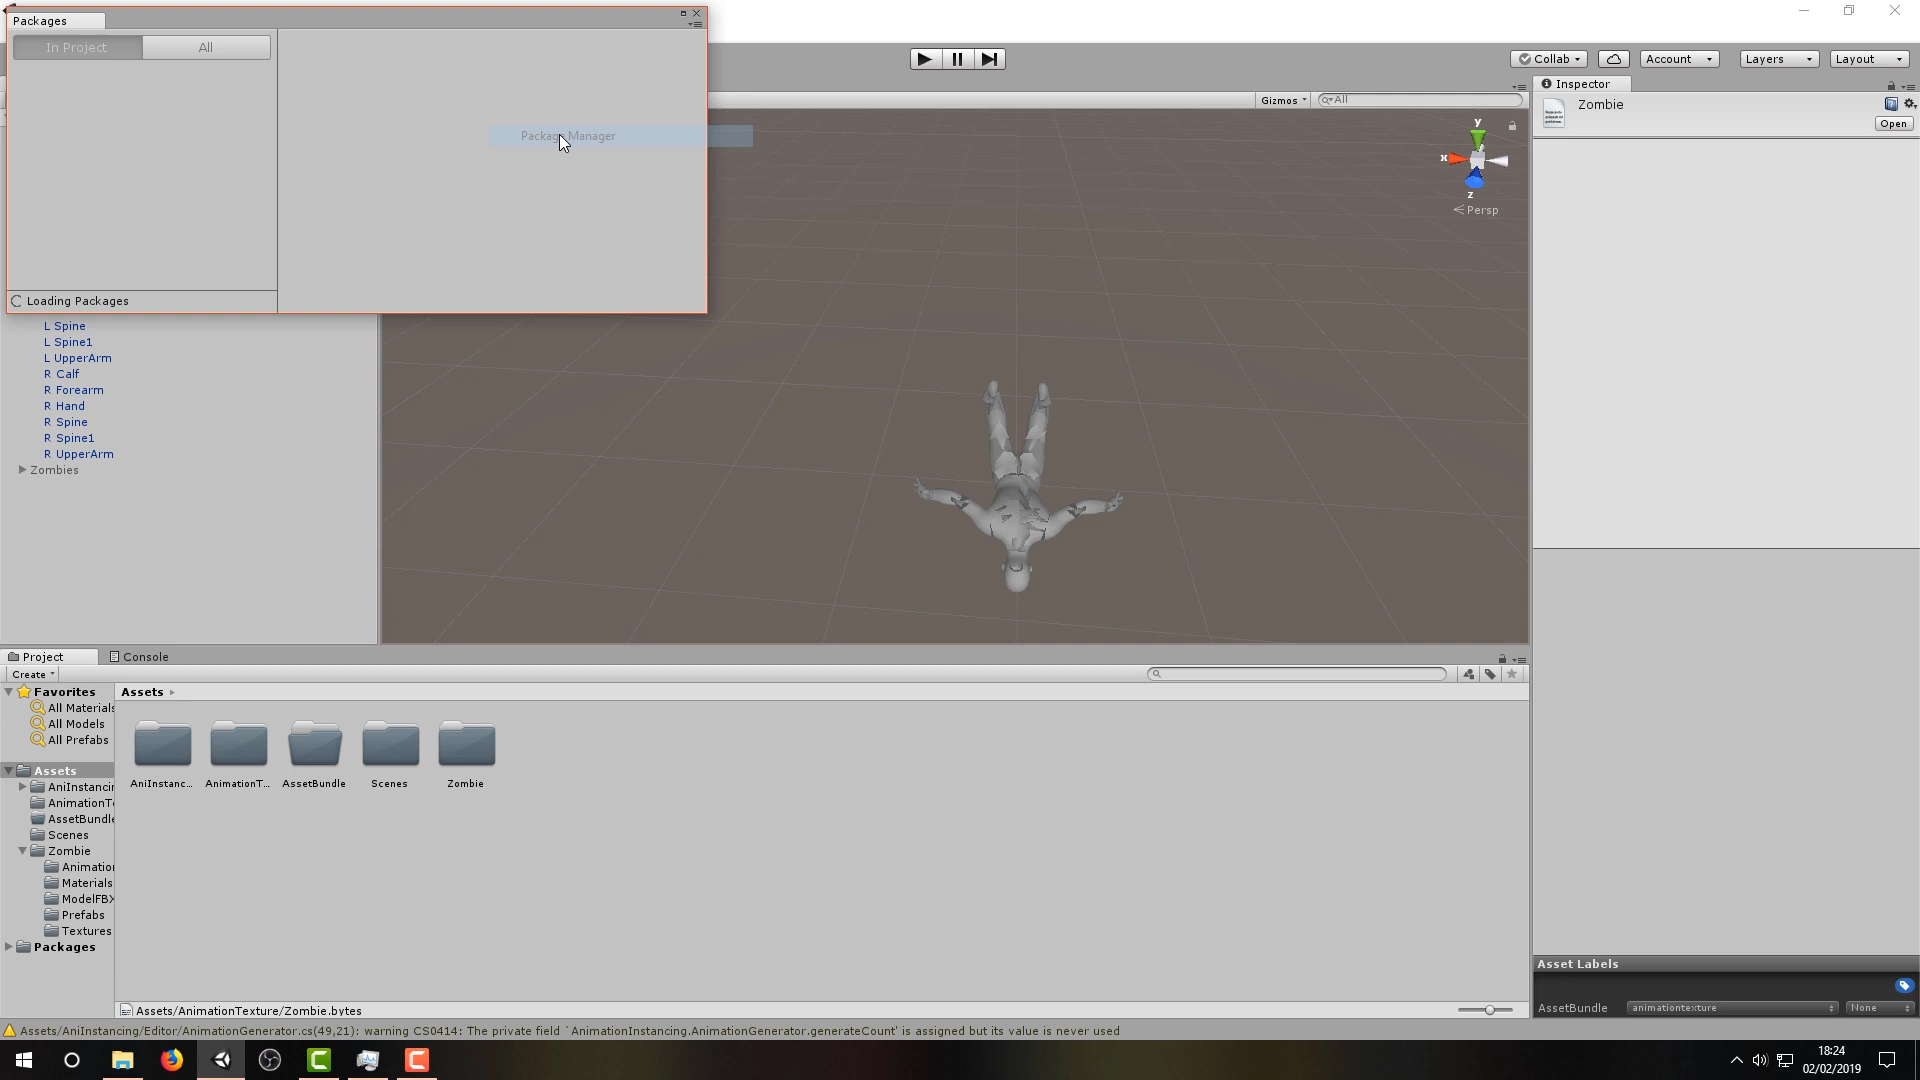 Packages
In Project
All
Package Manager
Loading Packages
Collab
Account
Layers
Layout
Gizmos
All
Inspector
Zombie
Open
y
x
z
Persp
L Spine
L Spine1
L UpperArm
R Calf
R Forearm
R Hand
R Spine
R Spine1
R UpperArm
Zombies
Project
Console
Create
Favorites
All Materials
All Models
All Prefabs
Assets
AniInstancin
AnimationTe
AssetBundle
Scenes
Zombie
Animation
Materials
ModelFBX
Prefabs
Textures
Packages
Assets
AniInstanc...
AnimationT...
AssetBundle
Scenes
Zombie
Assets/AnimationTexture/Zombie.bytes
Asset Labels
AssetBundle
animationtexture
None
Assets/AniInstancing/Editor/AnimationGenerator.cs(49,21): warning CS0414: The private field `AnimationInstancing.AnimationGenerator.generateCount' is assigned but its value is never used
18:24
02/02/2019